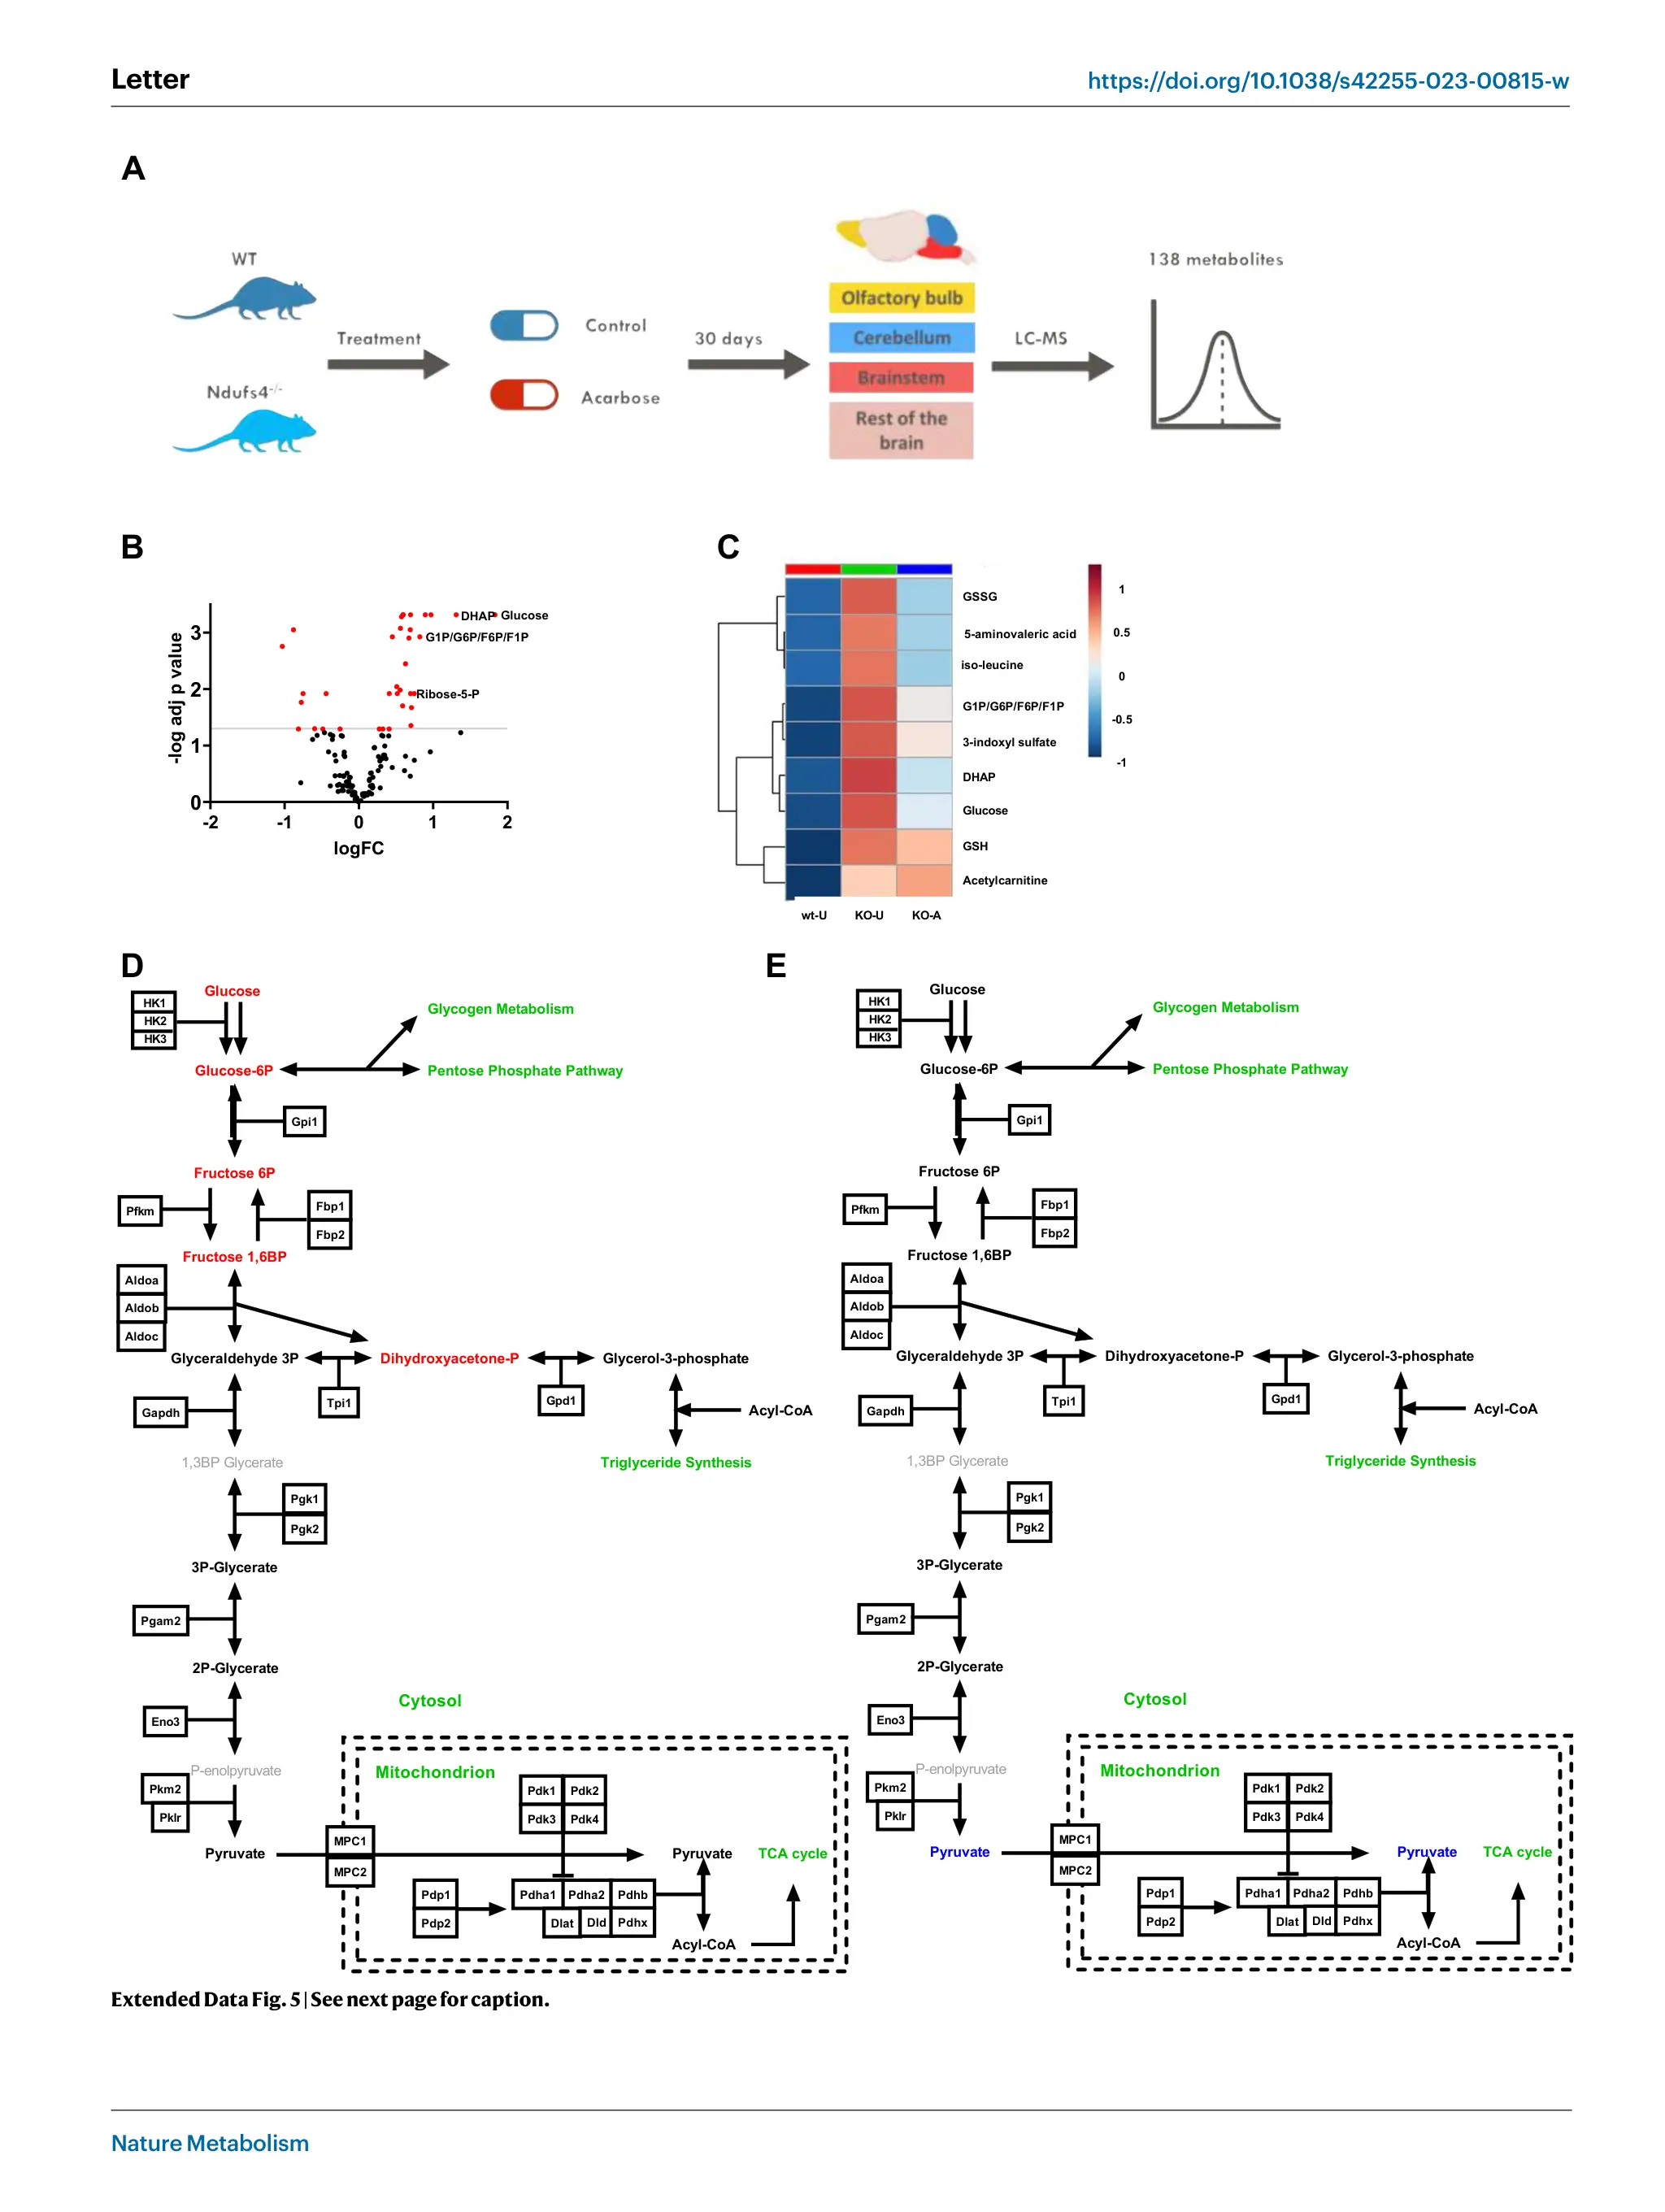 Letter
https://doi.org/10.1038/s42255-023-00815-w
A
WT
Ndufs4-/-
Treatment
Control
Acarbose
30 days
Olfactory bulb
Cerebellum
Brainstem
Rest of the
brain
LC-MS
138 metabolites
B
-log adj p value
3
2
1
0
-2
-1
0
1
2
logFC
DHAP
Glucose
G1P/G6P/F6P/F1P
Ribose-5-P
C
GSSG
5-aminovaleric acid
iso-leucine
G1P/G6P/F6P/F1P
3-indoxyl sulfate
DHAP
Glucose
GSH
Acetylcarnitine
wt-U
KO-U
KO-A
1
0.5
0
-0.5
-1
D
Glucose
HK1
HK2
HK3
Glycogen Metabolism
Glucose-6P
Pentose Phosphate Pathway
Gpi1
Fructose 6P
Pfkm
Fbp1
Fbp2
Fructose 1,6BP
Aldoa
Aldob
Aldoc
Glyceraldehyde 3P
Dihydroxyacetone-P
Glycerol-3-phosphate
Tpi1
Gpd1
Gapdh
Acyl-CoA
1,3BP Glycerate
Triglyceride Synthesis
Pgk1
Pgk2
3P-Glycerate
Pgam2
2P-Glycerate
Cytosol
Eno3
P-enolpyruvate
Mitochondrion
Pkm2
Pklr
Pdk1
Pdk2
Pdk3
Pdk4
Pyruvate
MPC1
MPC2
Pyruvate
TCA cycle
Pdp1
Pdp2
Pdha1
Pdha2
Pdhb
Dlat
Dld
Pdhx
Acyl-CoA
E
Glucose
HK1
HK2
HK3
Glycogen Metabolism
Glucose-6P
Pentose Phosphate Pathway
Gpi1
Fructose 6P
Pfkm
Fbp1
Fbp2
Fructose 1,6BP
Aldoa
Aldob
Aldoc
Glyceraldehyde 3P
Dihydroxyacetone-P
Glycerol-3-phosphate
Tpi1
Gpd1
Gapdh
Acyl-CoA
1,3BP Glycerate
Triglyceride Synthesis
Pgk1
Pgk2
3P-Glycerate
Pgam2
2P-Glycerate
Cytosol
Eno3
P-enolpyruvate
Mitochondrion
Pkm2
Pklr
Pdk1
Pdk2
Pdk3
Pdk4
Pyruvate
MPC1
MPC2
Pyruvate
TCA cycle
Pdp1
Pdp2
Pdha1
Pdha2
Pdhb
Dlat
Dld
Pdhx
Acyl-CoA
Extended Data Fig. 5 | See next page for caption.
Nature Metabolism